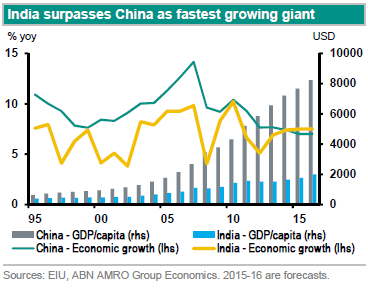 India surpasses China as fastest growing giant
% yoy USD
15 10000
8000
10
6000
4000
5
2000
0 0
95 00 05 10 15
China - GDP/capita (rhs) India - GDP/capita (rhs)
China - Economic growth (lhs) India - Economic growth (lhs)
Sources: EIU, ABN AMRO Group Economics. 2015-16 are forecasts.